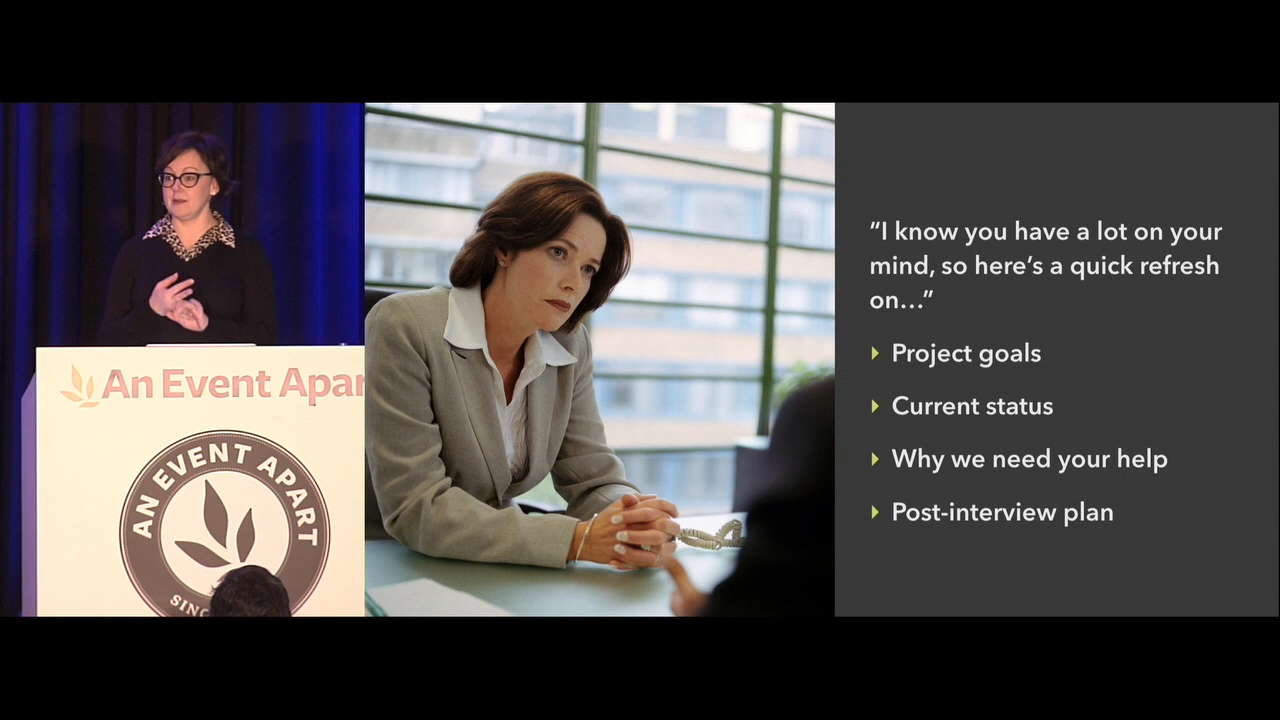 An Event Apar
AN EVENT APART
SINC
“I know you have a lot on your
mind, so here’s a quick refresh
on…”
Project goals
Current status
Why we need your help
Post-interview plan